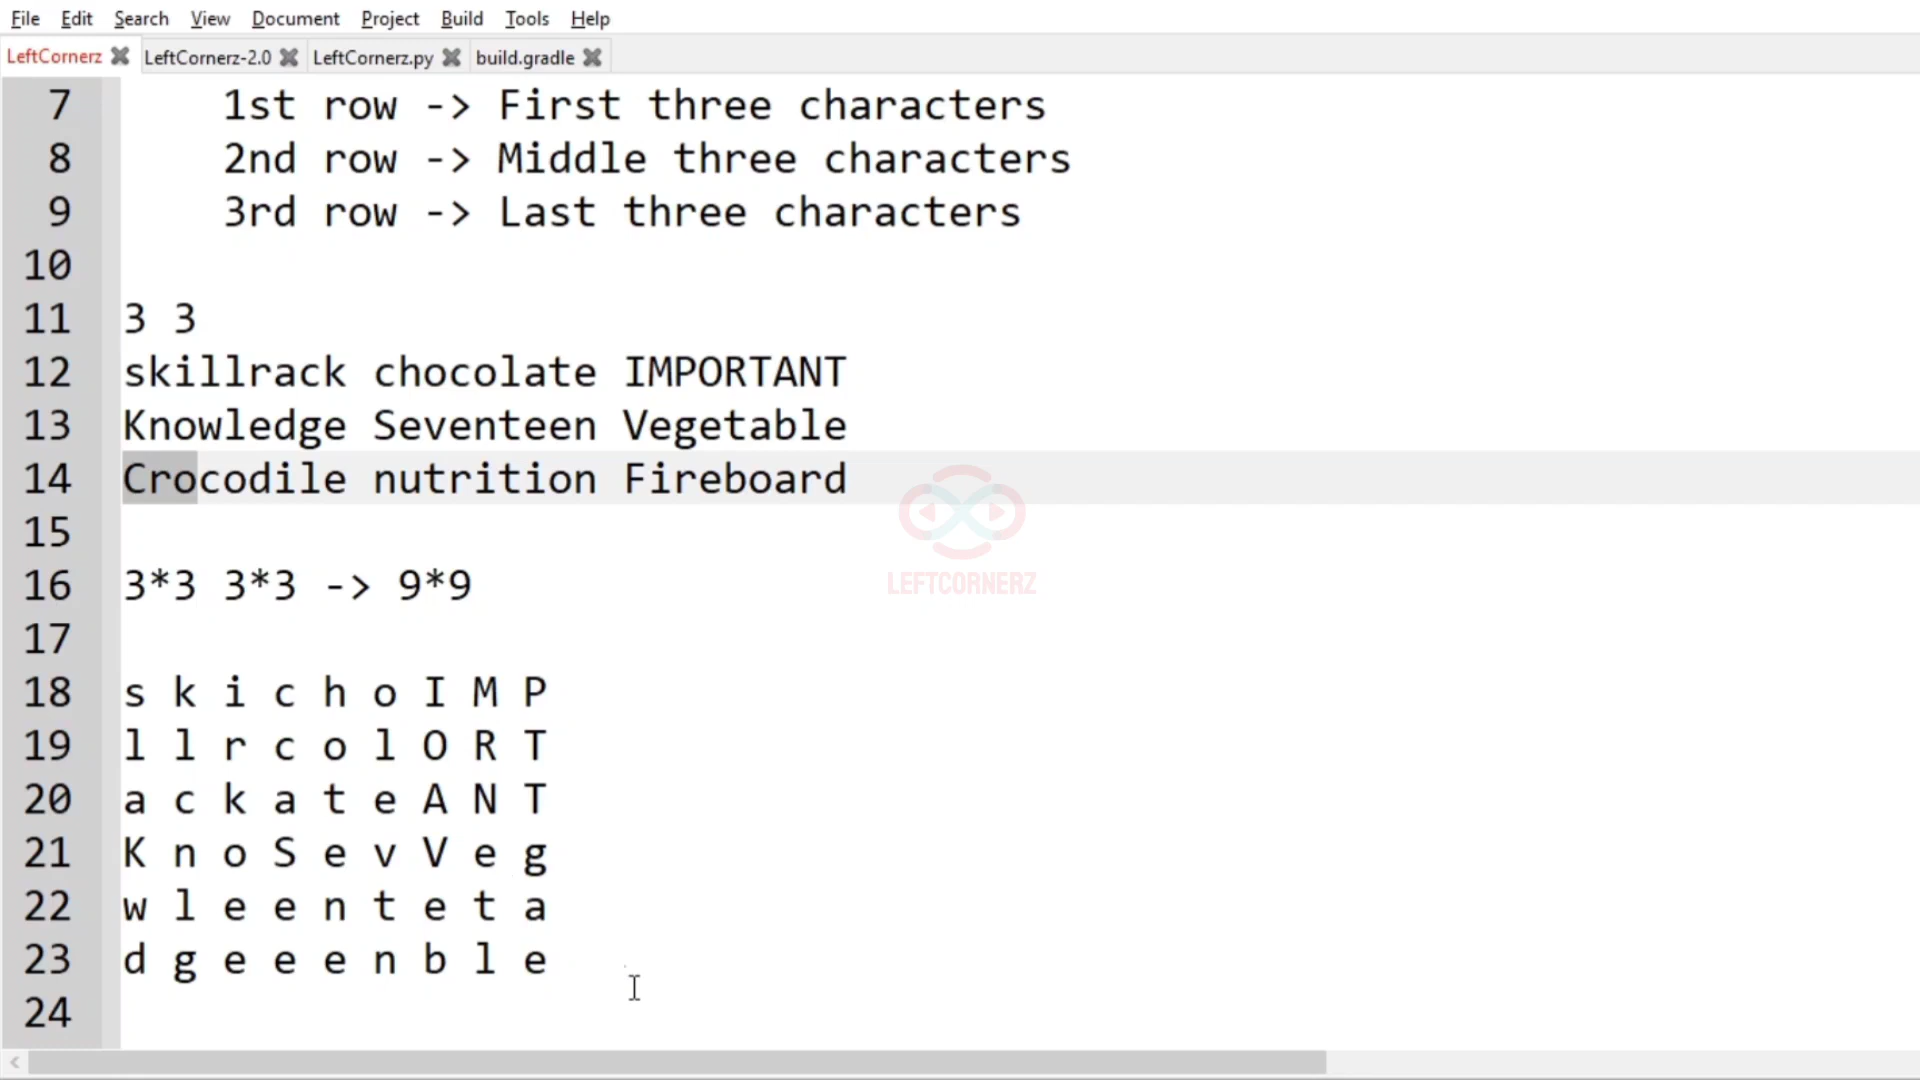 File Edit Search View Document Project Build Tools Help
LeftCornerz LeftCornerz-2.0 LeftCornerz.py build.gradle
7 1st row -> First three characters
8 2nd row -> Middle three characters
9 3rd row -> Last three characters
10
11 3 3
12 skillrack chocolate IMPORTANT
13 Knowledge Seventeen Vegetable
14 Crocodile nutrition Fireboard
15
16 3*3 3*3 -> 9*9
LEFTCORNERZ
17
18 s k i c h o I M P
19 l l r c o l O R T
20 a c k a t e A N T
21 K n o S e v V e g
22 w l e e n t e t a
23 d g e e e n b l e
24